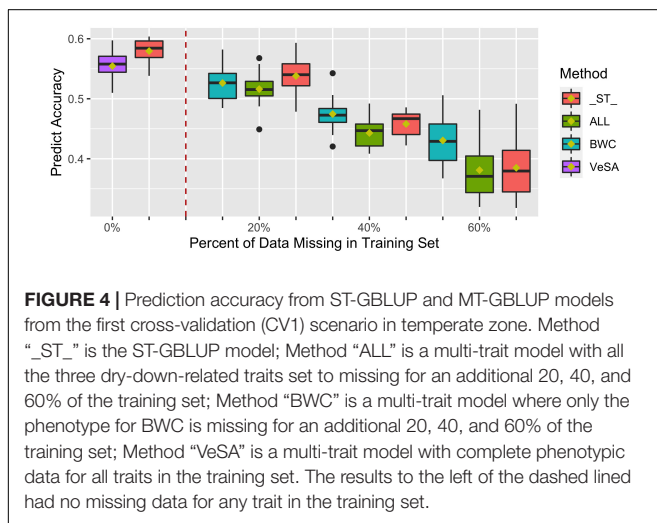 0.6
0.5
0.4
Predict Accuracy
0%
20%
40%
60%
Percent of Data Missing in Training Set
Method
_ST_
ALL
BWC
VeSA
FIGURE 4 | Prediction accuracy from ST-GBLUP and MT-GBLUP models
from the first cross-validation (CV1) scenario in temperate zone. Method
“_ST_” is the ST-GBLUP model; Method “ALL” is a multi-trait model with all
the three dry-down-related traits set to missing for an additional 20, 40, and
60% of the training set; Method “BWC” is a multi-trait model where only the
phenotype for BWC is missing for an additional 20, 40, and 60% of the
training set; Method “VeSA” is a multi-trait model with complete phenotypic
data for all traits in the training set. The results to the left of the dashed lined
had no missing data for any trait in the training set.